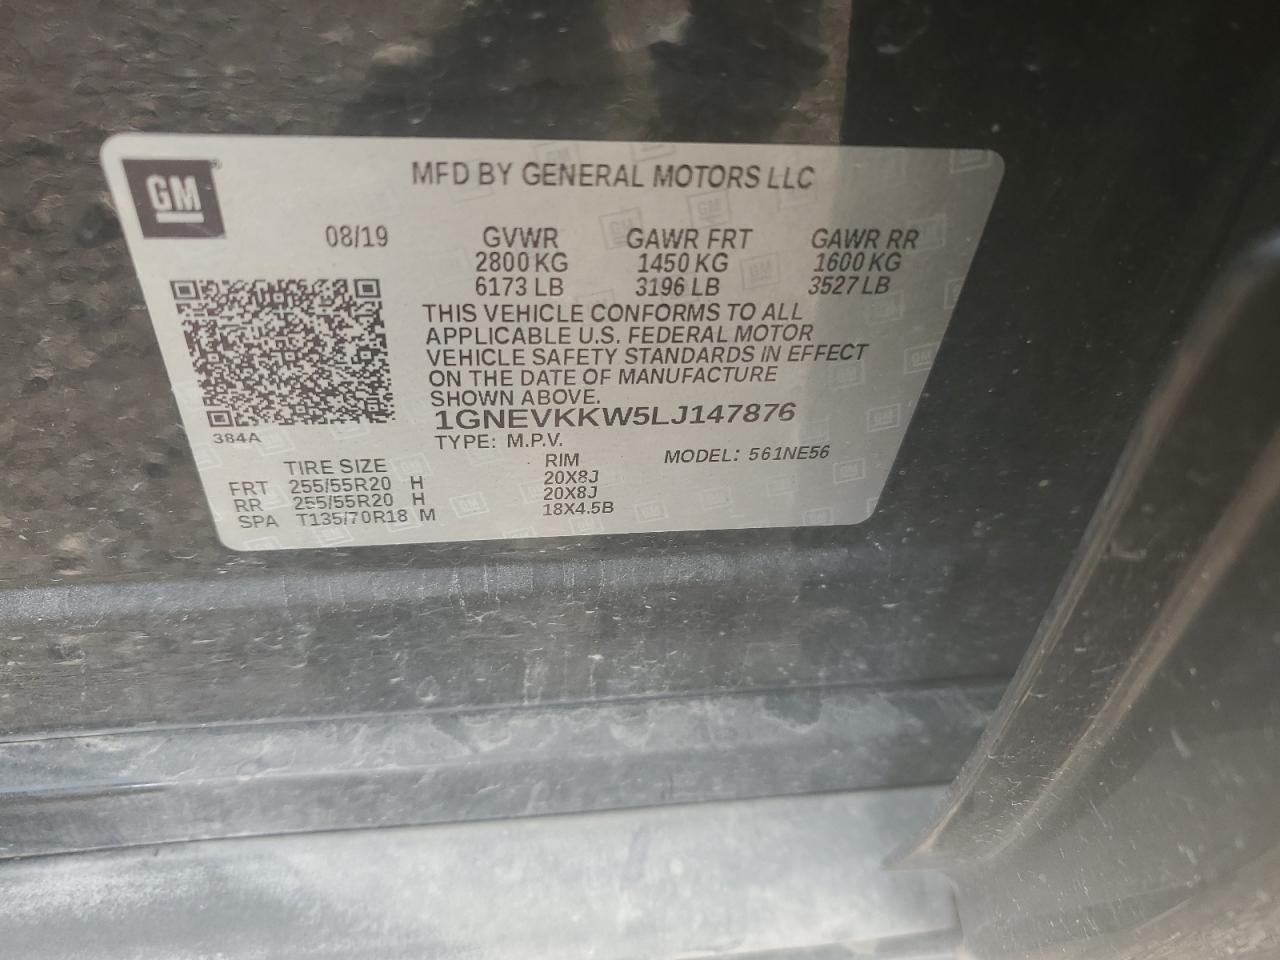 GM
MFD BY GENERAL MOTORS LLC
08/19 GVWR GAWR FRT GAWR RR
2800 KG 1450 KG 1600 KG
6173 LB 3196 LB 3527 LB
THIS VEHICLE CONFORMS TO ALL
APPLICABLE U.S. FEDERAL MOTOR
VEHICLE SAFETY STANDARDS IN EFFECT
ON THE DATE OF MANUFACTURE
SHOWN ABOVE.
1GNEVKKW5LJ147876
384A
TYPE: M.P.V.
MODEL: 561NE56
TIRE SIZE RIM
FRT 255/55R20 H 20X8J
RR 255/55R20 H 20X8J
SPA T135/70R18 M 18X4.5B